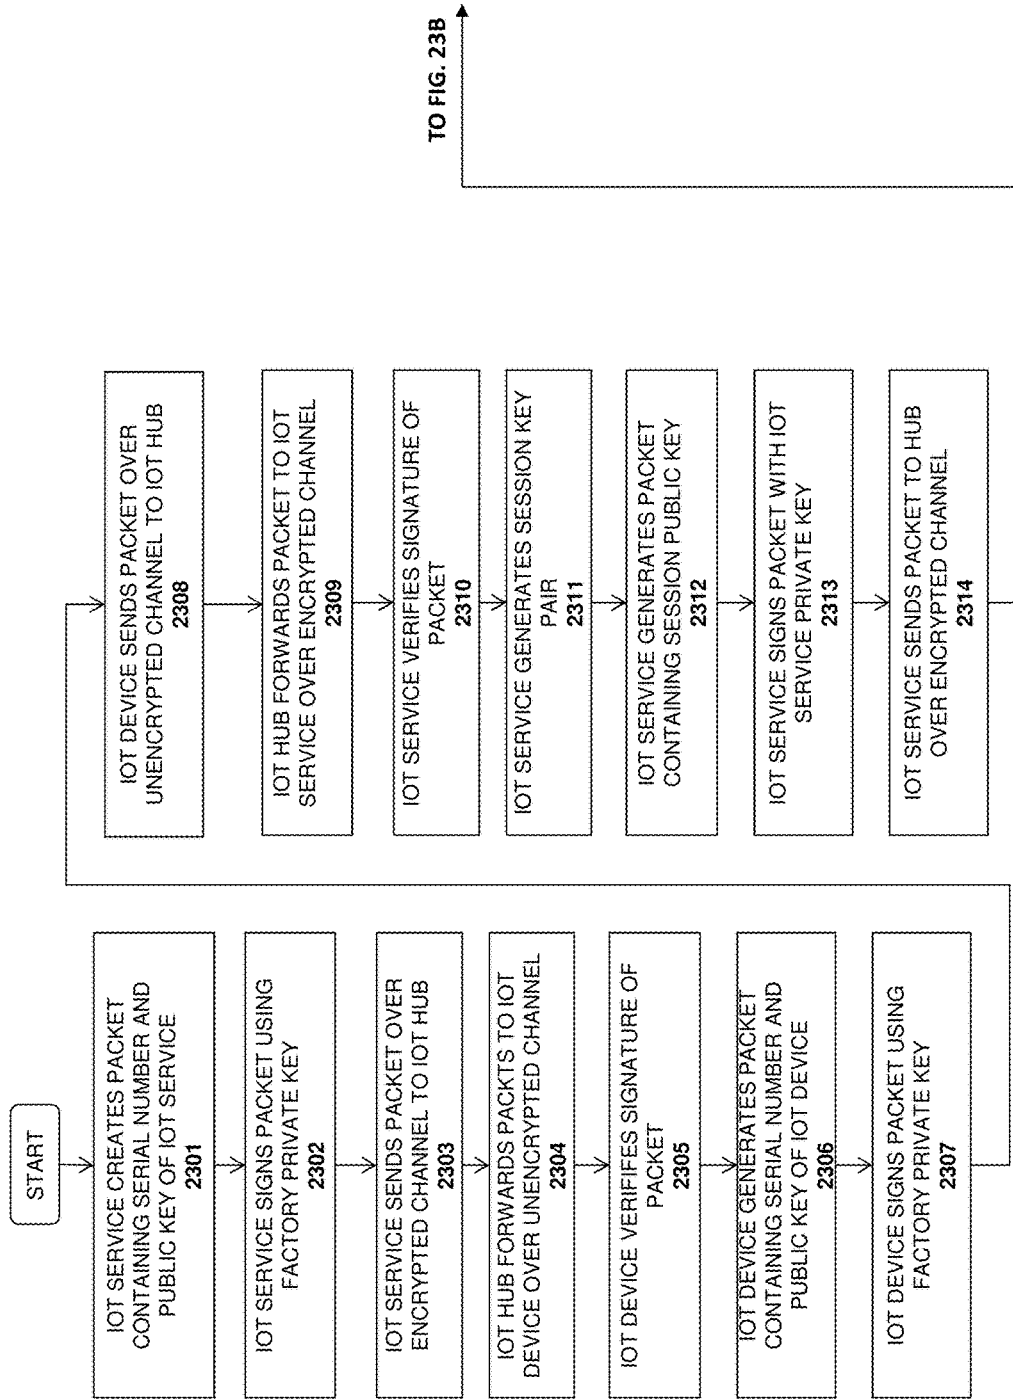 START
IOT SERVICE CREATES PACKET
CONTAINING SERIAL NUMBER AND
PUBLIC KEY OF IOT SERVICE
2301
IOT SERVICE SIGNS PACKET USING
FACTORY PRIVATE KEY
2302
IOT SERVICE SENDS PACKET OVER
ENCRYPTED CHANNEL TO IOT HUB
2303
IOT HUB FORWARDS PACKTS TO IOT
DEVICE OVER UNENCRYPTED CHANNEL
2304
IOT DEVICE VERIFIFES SIGNATURE OF
PACKET
2305
IOT DEVICE GENERATES PACKET
CONTAINING SERIAL NUMBER AND
PUBLIC KEY OF IOT DEVICE
2306
IOT DEVICE SIGNS PACKET USING
FACTORY PRIVATE KEY
2307
IOT DEVICE SENDS PACKET OVER
UNENCRYPTED CHANNEL TO IOT HUB
2308
IOT HUB FORWARDS PACKET TO IOT
SERVICE OVER ENCRYPTED CHANNEL
2309
IOT SERVICE VERIFIES SIGNATURE OF
PACKET
2310
IOT SERVICE GENERATES SESSION KEY
PAIR
2311
IOT SERVICE GENERATES PACKET
CONTAINING SESSION PUBLIC KEY
2312
IOT SERVICE SIGNS PACKET WITH IOT
SERVICE PRIVATE KEY
2313
IOT SERVICE SENDS PACKET TO HUB
OVER ENCRYPTED CHANNEL
2314
TO FIG. 23B